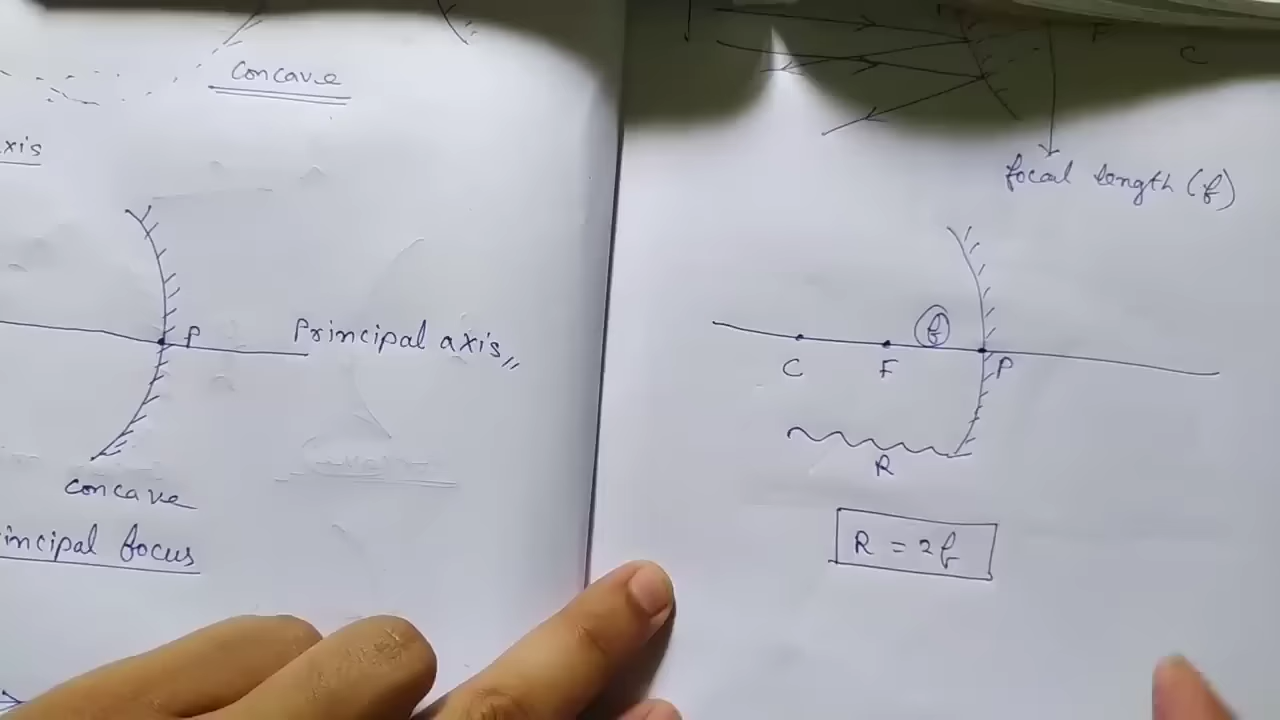 concave
xis
P
Principal axis,,
concave
incipal focus
F
C
focal length (f)
f
C
F
P
R
R = 2f